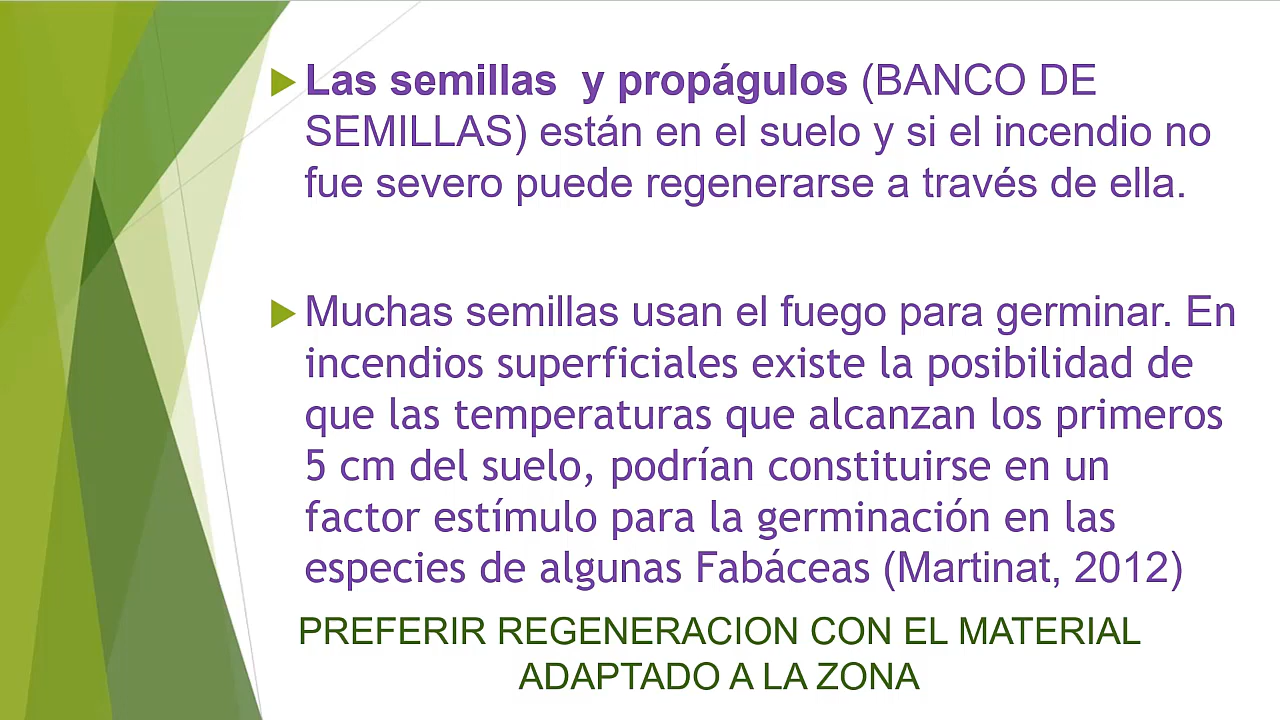 Las semillas y propágulos (BANCO DE
SEMILLAS) están en el suelo y si el incendio no
fue severo puede regenerarse a través de ella.
Muchas semillas usan el fuego para germinar. En
incendios superficiales existe la posibilidad de
que las temperaturas que alcanzan los primeros
5 cm del suelo, podrían constituirse en un
factor estímulo para la germinación en las
especies de algunas Fabáceas (Martinat, 2012)
PREFERIR REGENERACION CON EL MATERIAL
ADAPTADO A LA ZONA